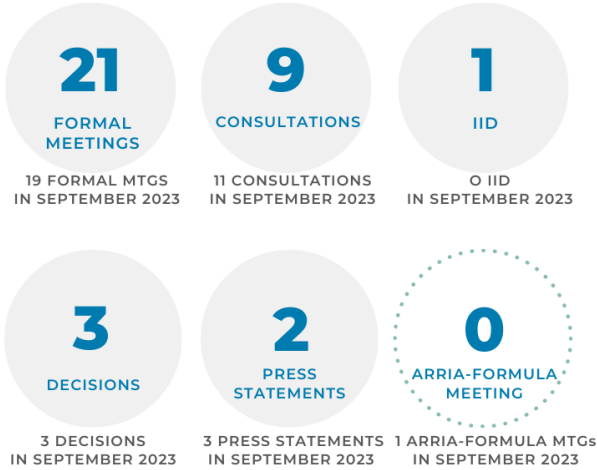 21
FORMAL
MEETINGS
19 FORMAL MTGS
IN SEPTEMBER 2023
9
CONSULTATIONS
11 CONSULTATIONS
IN SEPTEMBER 2023
1
IID
0 IID
IN SEPTEMBER 2023
3
DECISIONS
3 DECISIONS
IN SEPTEMBER 2023
2
PRESS
STATEMENTS
3 PRESS STATEMENTS
IN SEPTEMBER 2023
0
ARRIA-FORMULA
MEETING
1 ARRIA-FORMULA MTGs
IN SEPTEMBER 2023